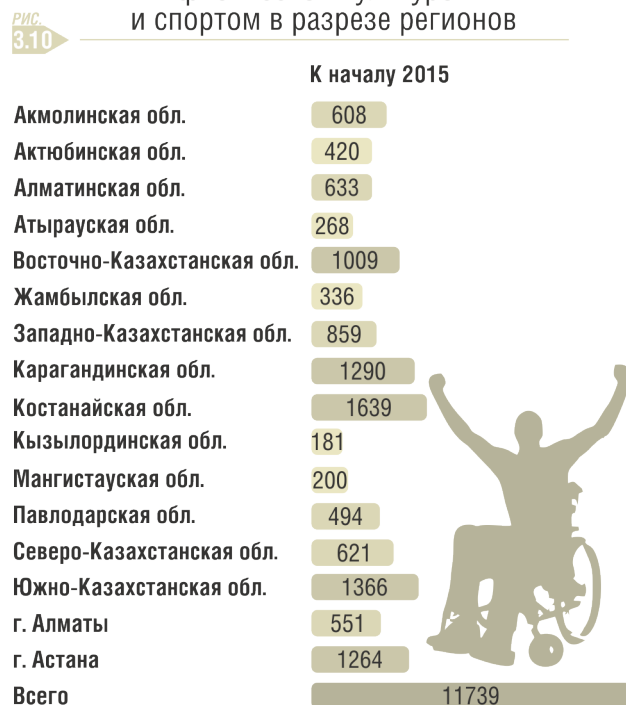 и спортом в разрезе регионов
РИС.
3.10
К началу 2015
Акмолинская обл. 608
Актюбинская обл. 420
Алматинская обл. 633
Атырауская обл. 268
Восточно-Казахстанская обл. 1009
Жамбылская обл. 336
Западно-Казахстанская обл. 859
Карагандинская обл. 1290
Костанайская обл. 1639
Кызылординская обл. 181
Мангистауская обл. 200
Павлодарская обл. 494
Северо-Казахстанская обл. 621
Южно-Казахстанская обл. 1366
г. Алматы 551
г. Астана 1264
Всего 11739